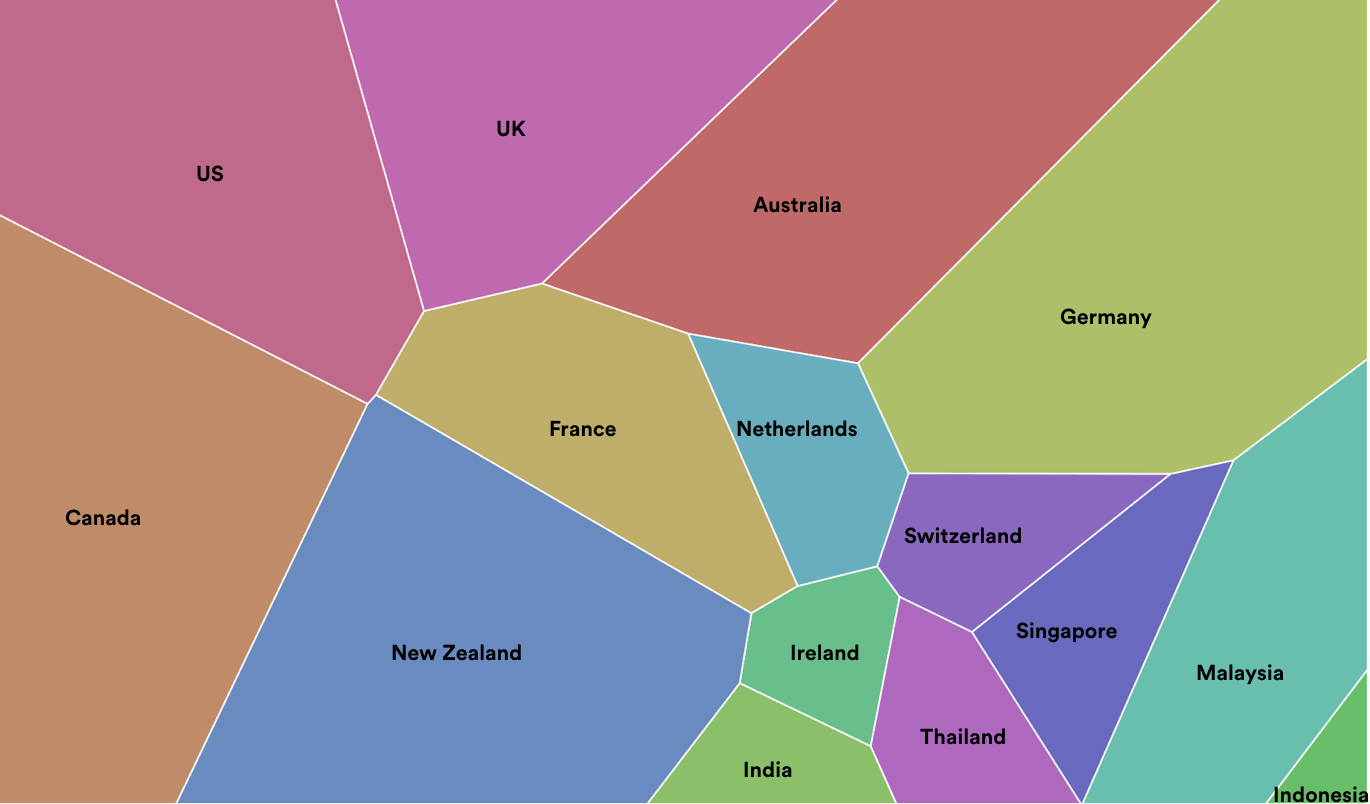 UK
US
Australia
Germany
France
Netherlands
Canada
Switzerland
Singapore
New Zealand
Ireland
Malaysia
Thailand
India
Indonesia